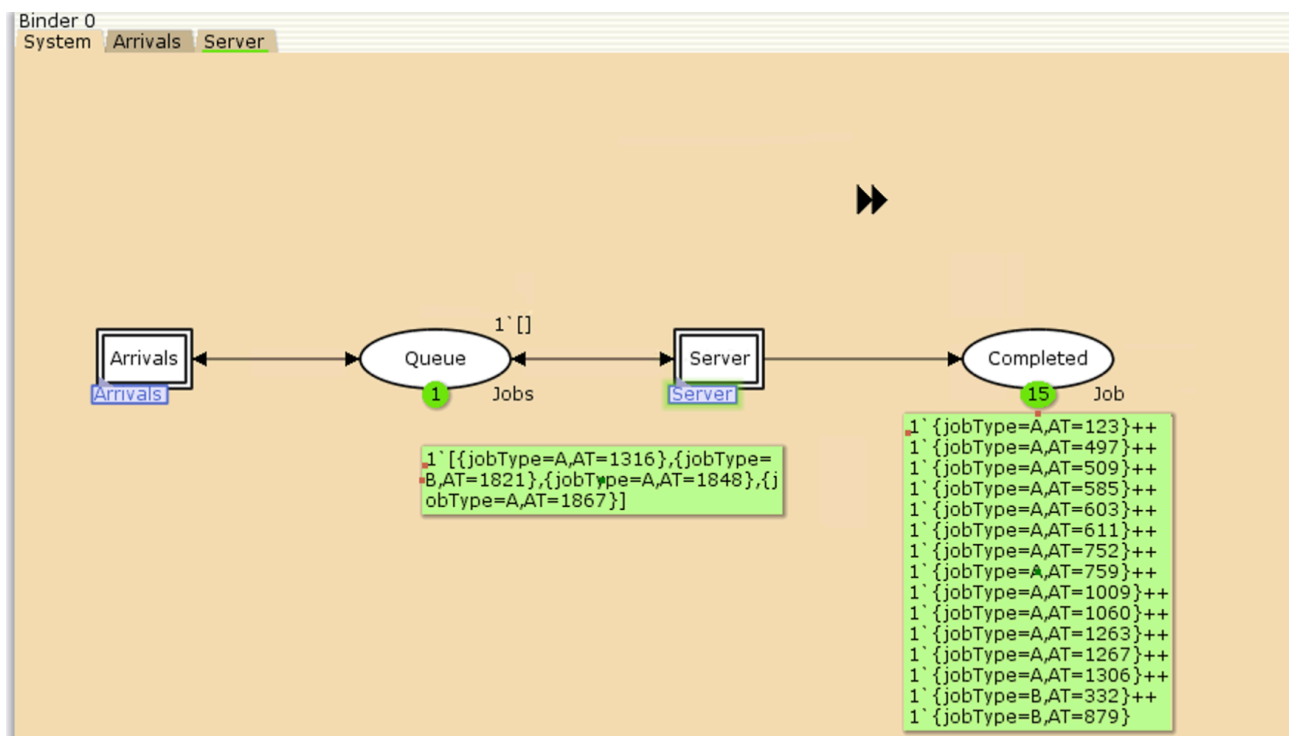 Binder 0
System Arrivals Server
1`[]
Arrivals Queue Server Completed
Arrivals 1 Jobs Server 15 Job
1`[{jobType=A,AT=1316},{jobType=
B,AT=1821},{jobType=A,AT=1848},{j
obType=A,AT=1867}]
1`{jobType=A,AT=123}++
1`{jobType=A,AT=497}++
1`{jobType=A,AT=509}++
1`{jobType=A,AT=585}++
1`{jobType=A,AT=603}++
1`{jobType=A,AT=611}++
1`{jobType=A,AT=752}++
1`{jobType=A,AT=759}++
1`{jobType=A,AT=1009}++
1`{jobType=A,AT=1060}++
1`{jobType=A,AT=1263}++
1`{jobType=A,AT=1267}++
1`{jobType=A,AT=1306}++
1`{jobType=B,AT=332}++
1`{jobType=B,AT=879}